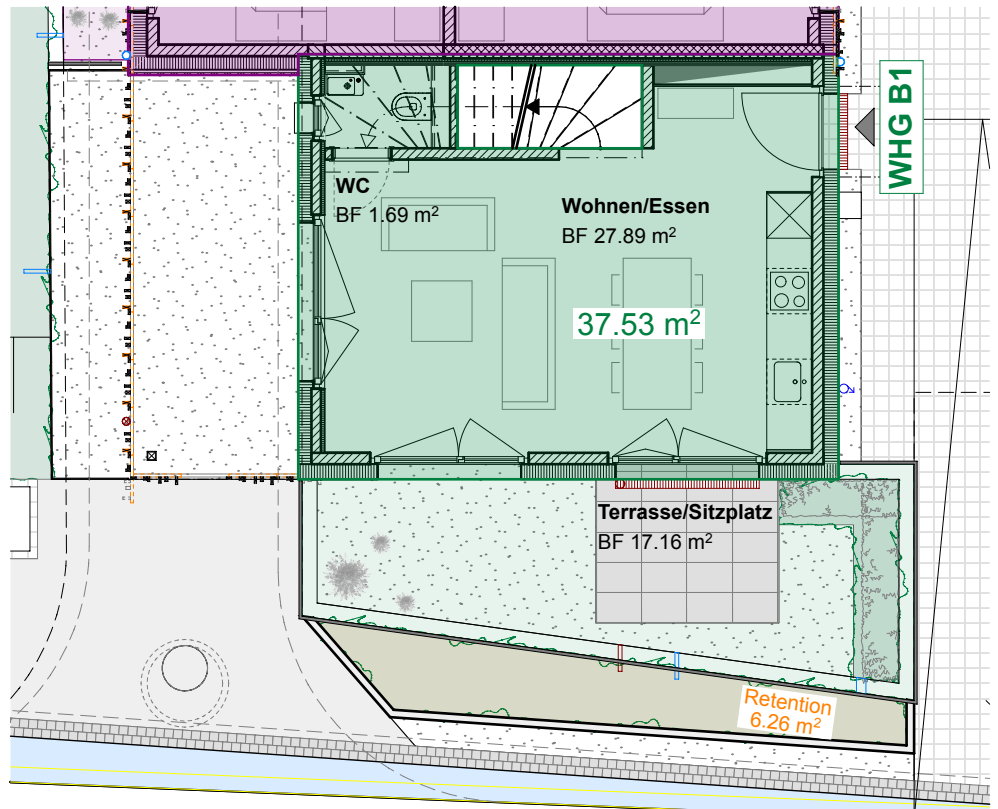 WHG B1
WC
BF 1.69 m²
Wohnen/Essen
BF 27.89 m²
37.53 m²
Terrasse/Sitzplatz
BF 17.16 m²
Retention
6.26 m²